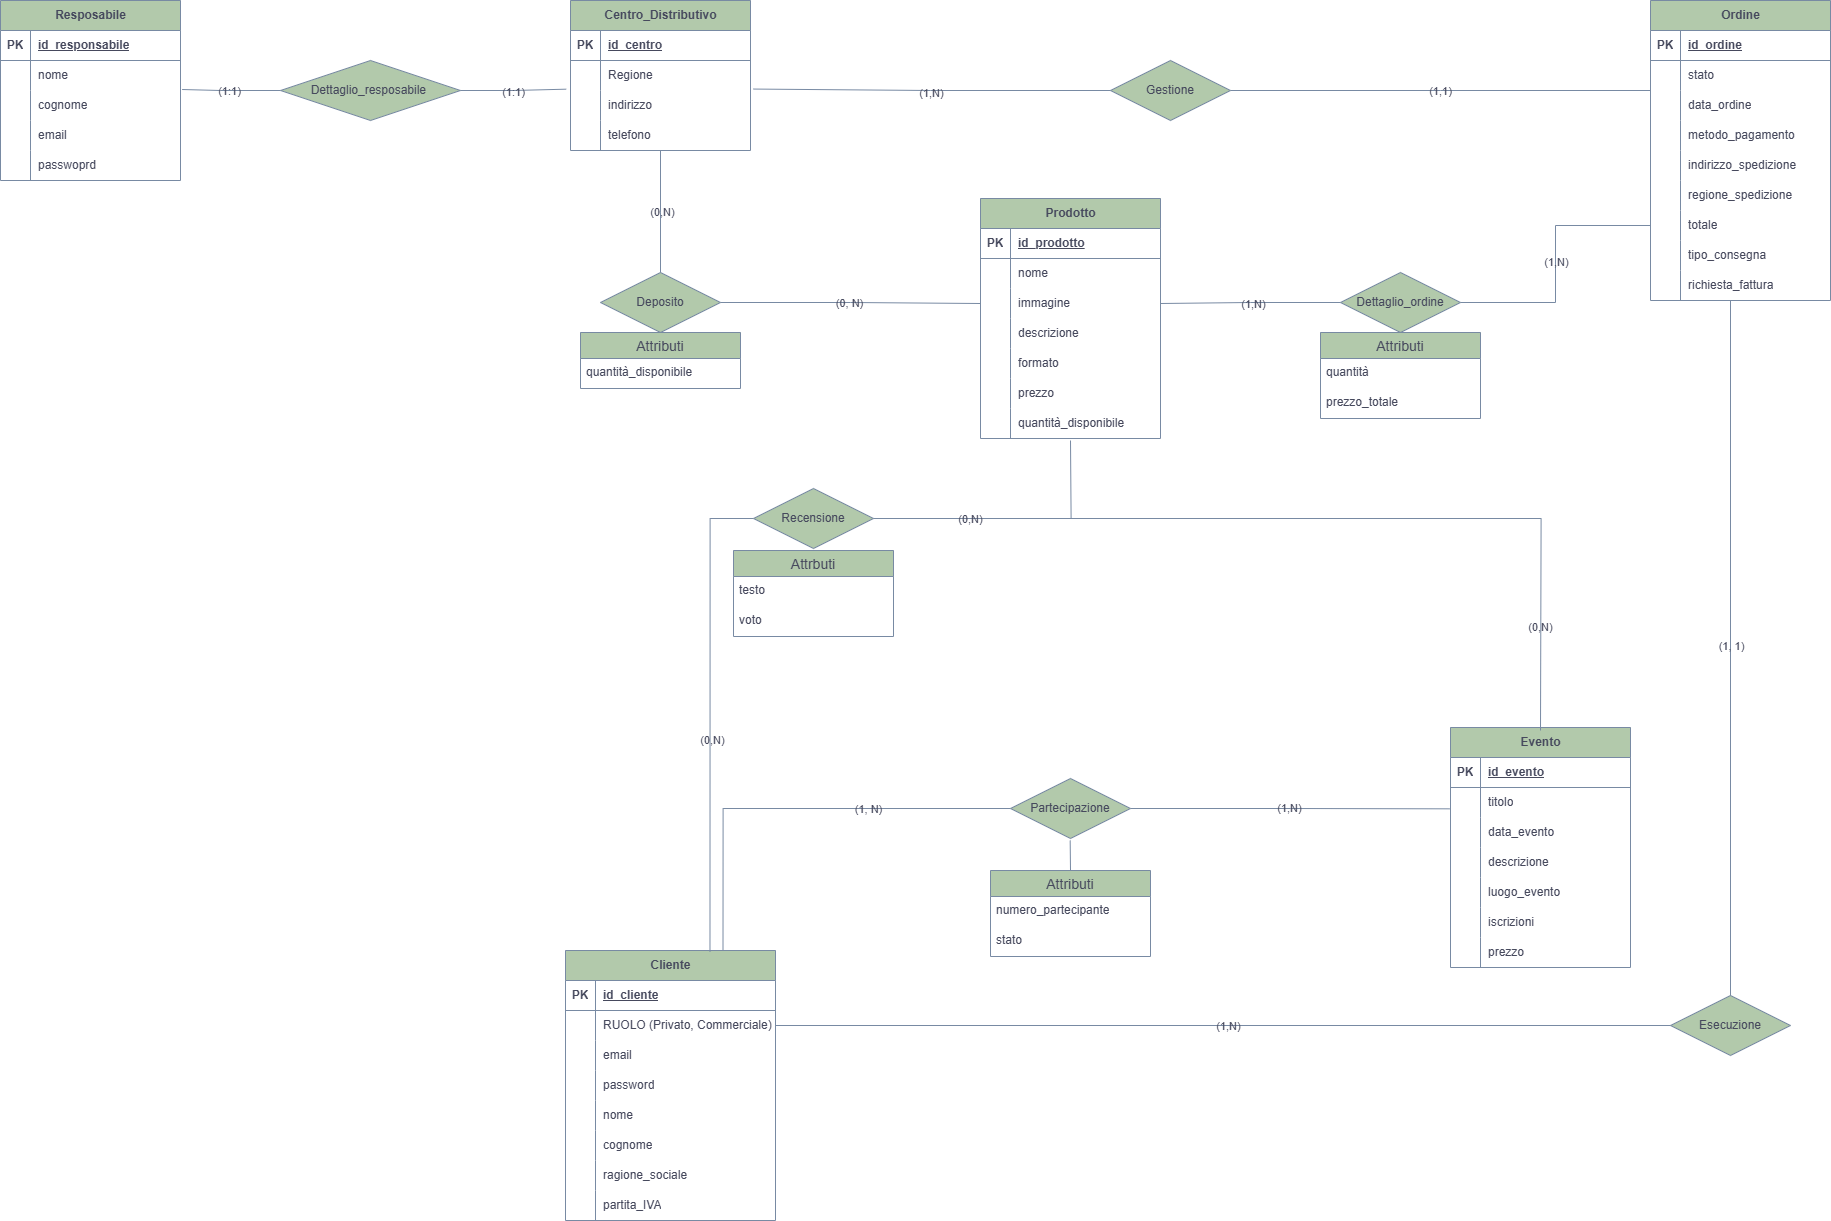 Resposabile
PK id_responsabile
nome
cognome
email
passwoprd
(1:1)
Dettaglio_resposabile
(1:1)
Centro_Distributivo
PK id_centro
Regione
indirizzo
telefono
(1,N)
Gestione
(1,1)
Ordine
PK id_ordine
stato
data_ordine
metodo_pagamento
indirizzo_spedizione
regione_spedizione
totale
tipo_consegna
richiesta_fattura
(0,N)
Deposito
Attributi
quantità_disponibile
(0, N)
Prodotto
PK id_prodotto
nome
immagine
descrizione
formato
prezzo
quantità_disponibile
(1,N)
Dettaglio_ordine
Attributi
quantità
prezzo_totale
(1,N)
Recensione
Attrbuti
testo
voto
(0,N)
(0,N)
(1, 1)
(0,N)
(1, N)
Partecipazione
(1,N)
Attributi
numero_partecipante
stato
Evento
PK id_evento
titolo
data_evento
descrizione
luogo_evento
iscrizioni
prezzo
Cliente
PK id_cliente
RUOLO (Privato, Commerciale)
email
password
nome
cognome
ragione_sociale
partita_IVA
(1,N)
Esecuzione